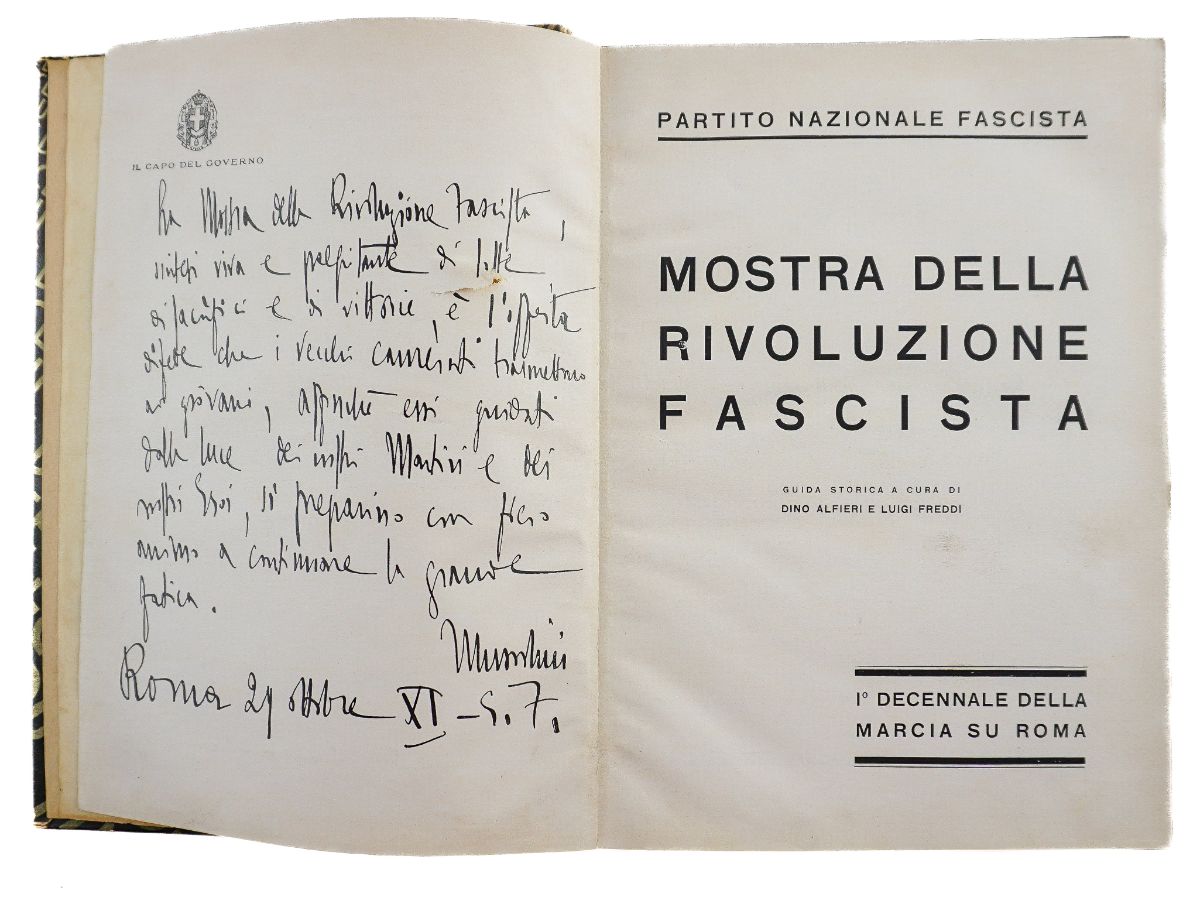 IL CAPO DEL GOVERNO
La Mostra della Rivoluzione Fascista,
sintesi viva e palpitante di lotte
di sacrifici e di vittorie, è l'offerta
di fede che i vecchi camerati trasmettono
ai giovani, affinché essi guidati
dalla luce dei nostri Martiri e dei
nostri Eroi, si preparino con fiero
animo a continuare la grande
fatica.
Mussolini
Roma 29 ottobre XI - E. F.
PARTITO NAZIONALE FASCISTA
MOSTRA DELLA
RIVOLUZIONE
FASCISTA
GUIDA STORICA A CURA DI
DINO ALFIERI E LUIGI FREDDI
I° DECENNALE DELLA
MARCIA SU ROMA